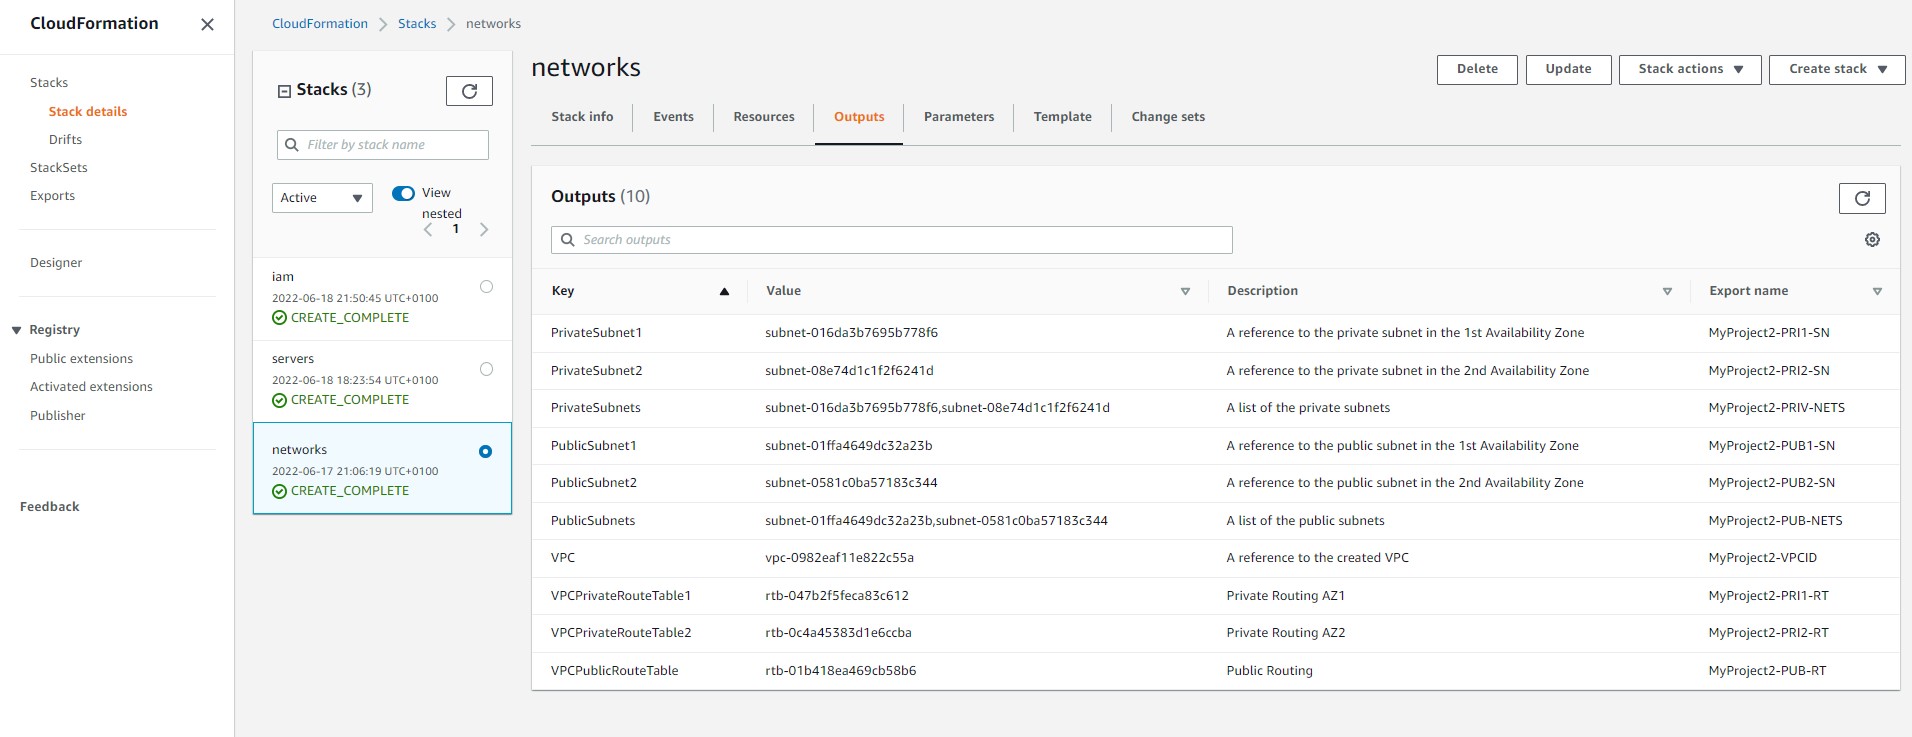 CloudFormation
Stacks
Stack details
Drifts
StackSets
Exports
Designer
Registry
Public extensions
Activated extensions
Publisher
Feedback
CloudFormation Stacks networks
Stacks (3)
Filter by stack name
Active
View nested
1
iam
2022-06-18 21:50:45 UTC+0100
CREATE_COMPLETE
servers
2022-06-18 18:23:54 UTC+0100
CREATE_COMPLETE
networks
2022-06-17 21:06:19 UTC+0100
CREATE_COMPLETE
networks
Delete Update Stack actions Create stack
Stack info Events Resources Outputs Parameters Template Change sets
Outputs (10)
Search outputs
Key Value Description Export name
PrivateSubnet1 subnet-016da3b7695b778f6 A reference to the private subnet in the 1st Availability Zone MyProject2-PRI1-SN
PrivateSubnet2 subnet-08e74d1c1f2f6241d A reference to the private subnet in the 2nd Availability Zone MyProject2-PRI2-SN
PrivateSubnets subnet-016da3b7695b778f6,subnet-08e74d1c1f2f6241d A list of the private subnets MyProject2-PRIV-NETS
PublicSubnet1 subnet-01ffa4649dc32a23b A reference to the public subnet in the 1st Availability Zone MyProject2-PUB1-SN
PublicSubnet2 subnet-0581c0ba57183c344 A reference to the public subnet in the 2nd Availability Zone MyProject2-PUB2-SN
PublicSubnets subnet-01ffa4649dc32a23b,subnet-0581c0ba57183c344 A list of the public subnets MyProject2-PUB-NETS
VPC vpc-0982eaf11e822c55a A reference to the created VPC MyProject2-VPCID
VPCPrivateRouteTable1 rtb-047b2f5feca83c612 Private Routing AZ1 MyProject2-PRI1-RT
VPCPrivateRouteTable2 rtb-0c4a45383d1e6ccba Private Routing AZ2 MyProject2-PRI2-RT
VPCPublicRouteTable rtb-01b418ea469cb58b6 Public Routing MyProject2-PUB-RT